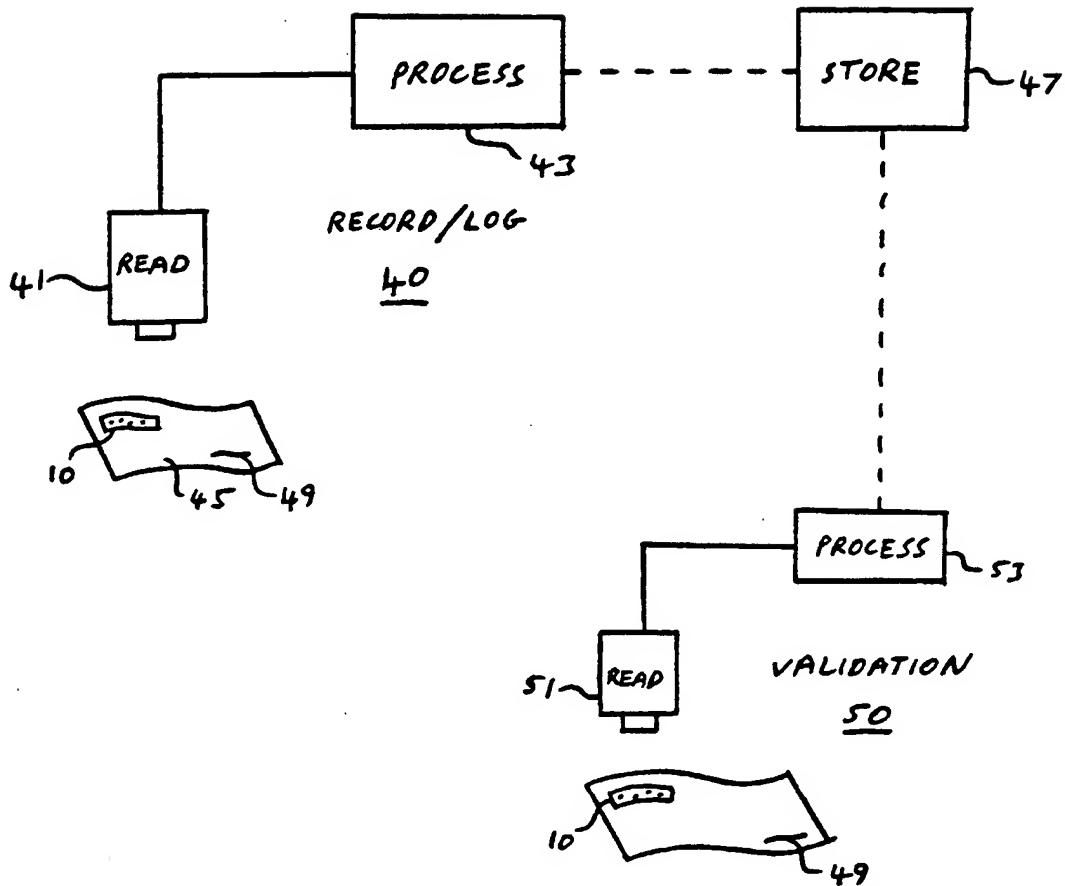 PROCESS
STORE
47
43
RECORD/LOG
READ
41
40
10
45
49
PROCESS
53
VALIDATION
READ
51
50
10
49